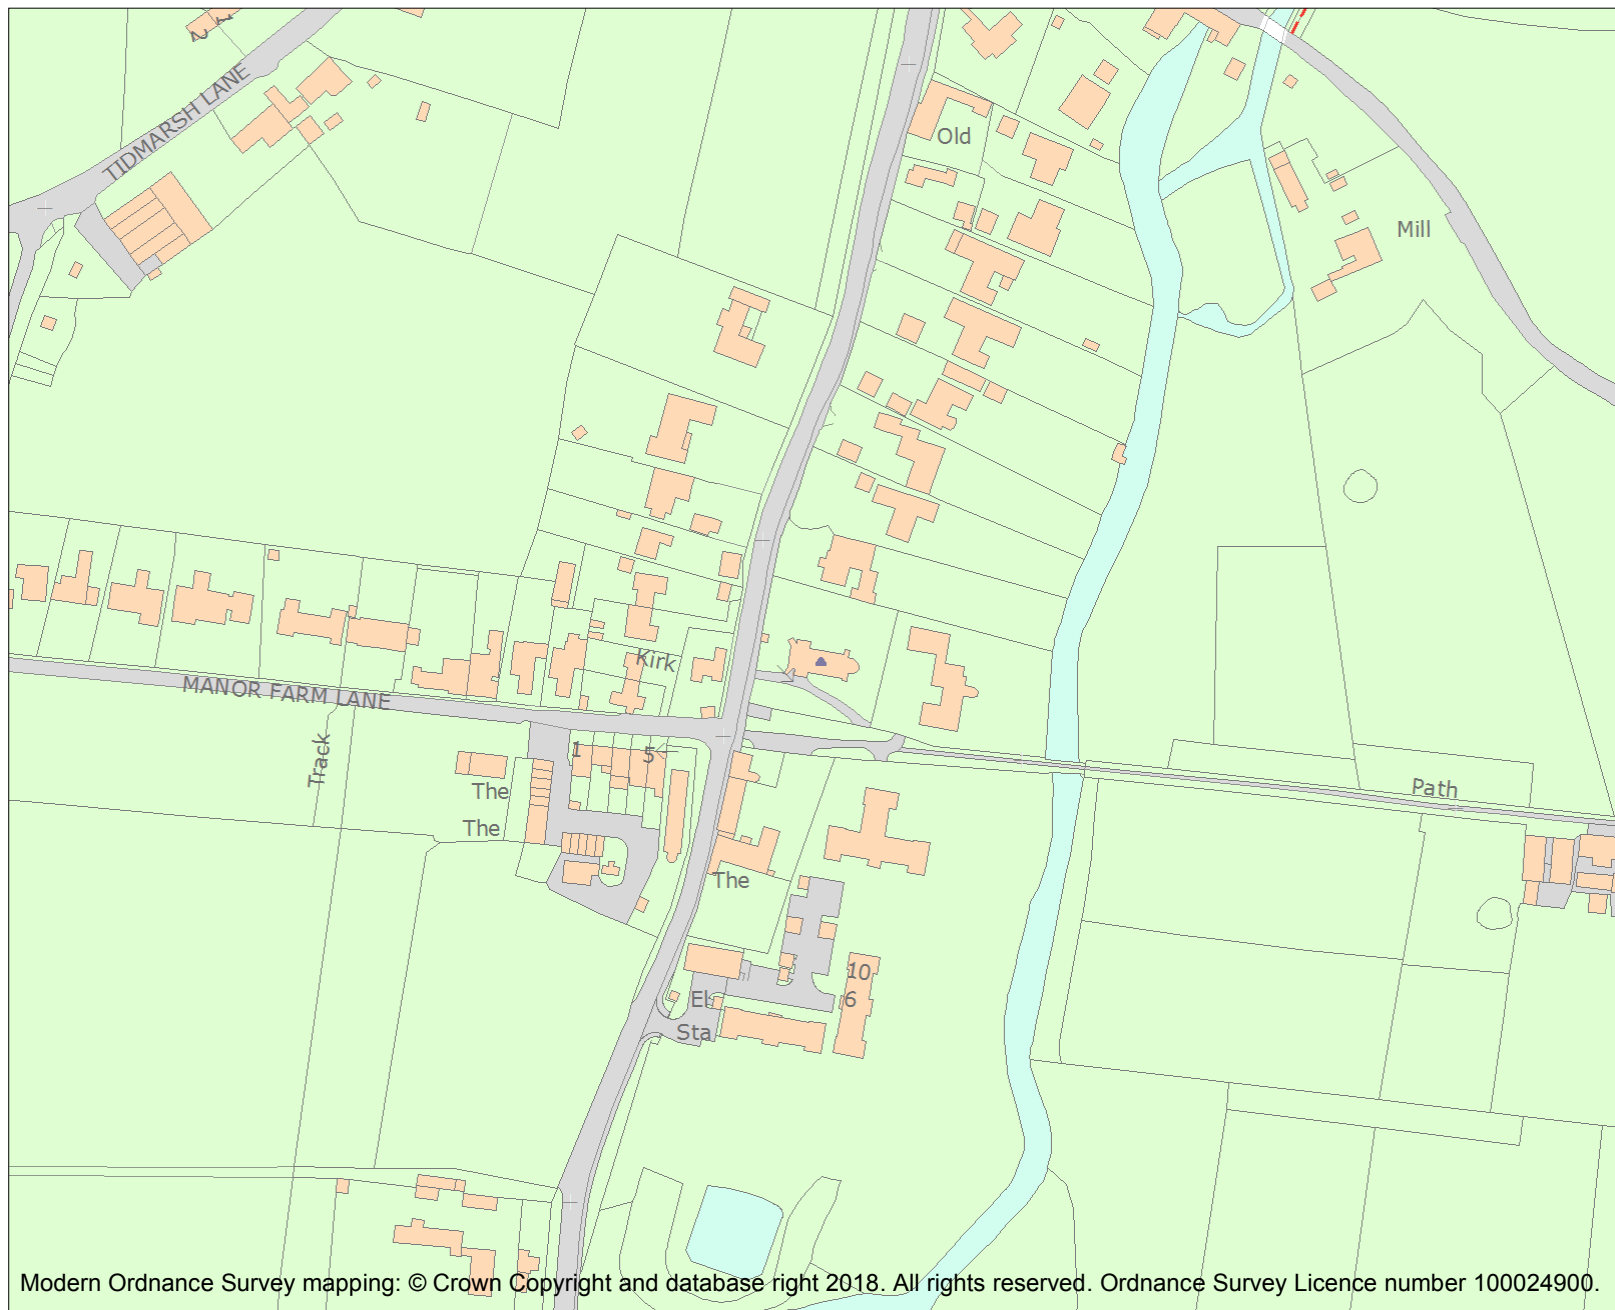 TIDMARSH LANE
Old
Mill
Kirk
MANOR FARM LANE
Track
1
5
The
The
Path
The
10
6
El
Sta
Modern Ordnance Survey mapping: © Crown Copyright and database right 2018. All rights reserved. Ordnance Survey Licence number 100024900.